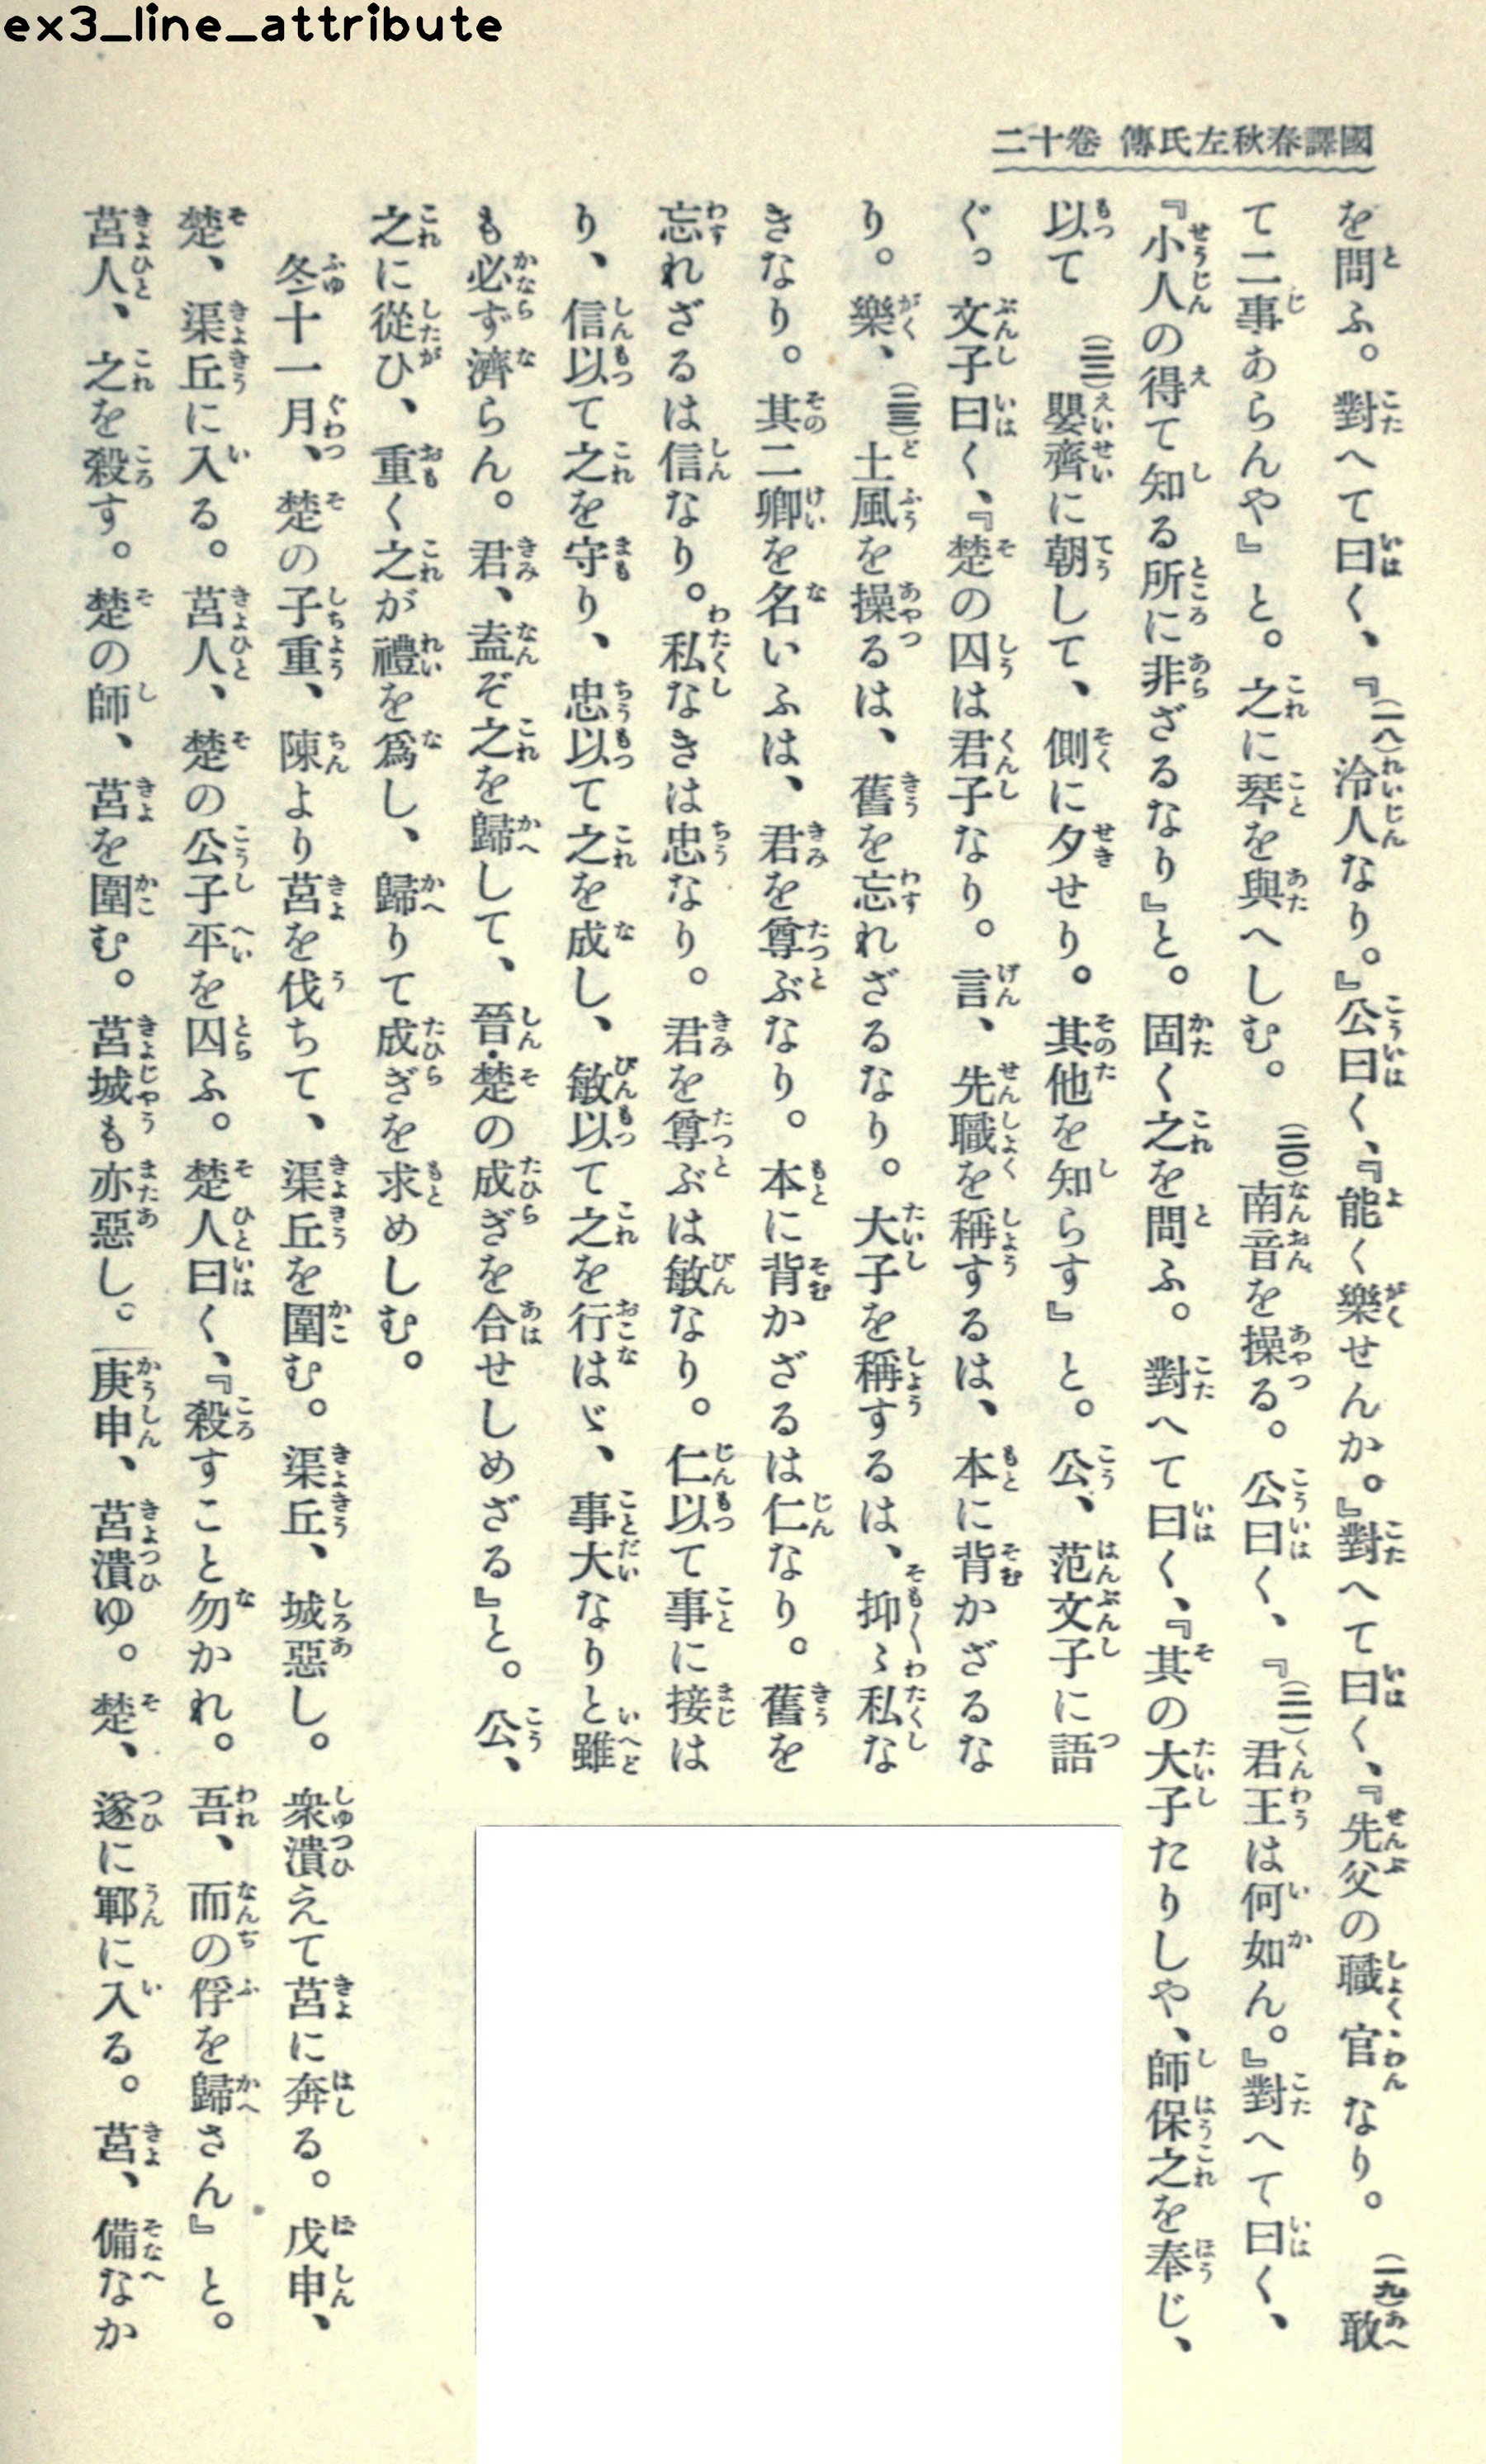 ex3_line_attribute
國譯春秋左氏傳 卷十二
を問ふ。對へて曰く、『(一八)泠人なり。』公曰く、『能く樂せんか。』對へて曰く、『先父の職官なり。(一九)敢
て二事あらんや』と。之に琴を與へしむ。(二〇)南音を操る。公曰く、『(二一)君王は何如ん。』對へて曰く、
『小人の得て知る所に非ざるなり』と。固く之を問ふ。對へて曰く、『其の大子たりしや、師保之を奉じ、
以て(二二)嬰齊に朝して、側に夕せり。其他を知らす』と。公、范文子に語
ぐ。文子曰く、『楚の囚は君子なり。言、先職を稱するは、本に背かざるな
り。樂、(二三)土風を操るは、舊を忘れざるなり。大子を稱するは、抑〻私な
きなり。其二卿を名いふは、君を尊ぶなり。本に背かざるは仁なり。舊を
忘れざるは信なり。私なきは忠なり。君を尊ぶは敏なり。仁以て事に接は
り、信以て之を守り、忠以て之を成し、敏以て之を行はゞ、事大なりと雖
も必ず濟らん。君、盍ぞ之を歸して、晉・楚の成ぎを合せしめざる』と。公、
之に從ひ、重く之が禮を爲し、歸りて成ぎを求めしむ。
冬十一月、楚の子重、陳より莒を伐ちて、渠丘を圍む。渠丘、城惡し。衆潰えて莒に奔る。戊申、
楚、渠丘に入る。莒人、楚の公子平を囚ふ。楚人曰く、『殺すこと勿かれ。吾、而の俘を歸さん』と。
莒人、之を殺す。楚の師、莒を圍む。莒城も亦惡し。庚申、莒潰ゆ。楚、遂に鄆に入る。莒、備なか